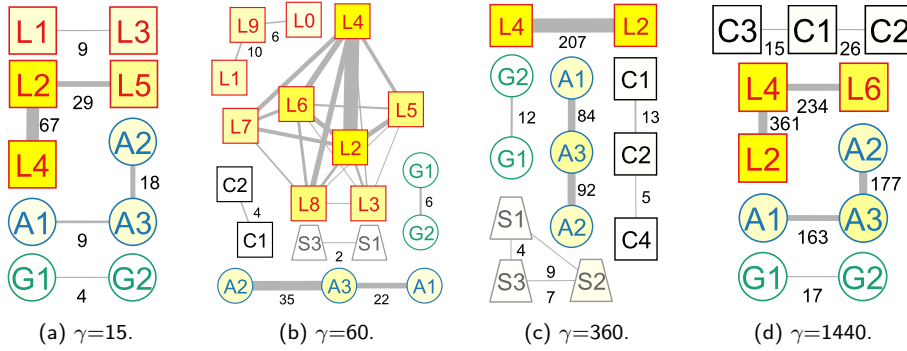 L1 L3
9
L2 L5
29
67
L4
A2
18
A1 A3
9
G1 G2
4
(a) γ=15.
L0 L4
L9
6
10
L1
L6
L5
L7
L2
L8 L3
C2
4
C1
G1
6
G2
S3 S1
2
A2 A3 A1
35 22
(b) γ=60.
L4 L2
207
G2 A1 C1
12 84 13
G1 A3 C2
92 5
A2 C4
S1
4 9
S3 S2
7
(c) γ=360.
C3 C1 C2
15 26
L4 L6
234
361
L2 A2
177
A1 A3
163
G1 G2
17
(d) γ=1440.